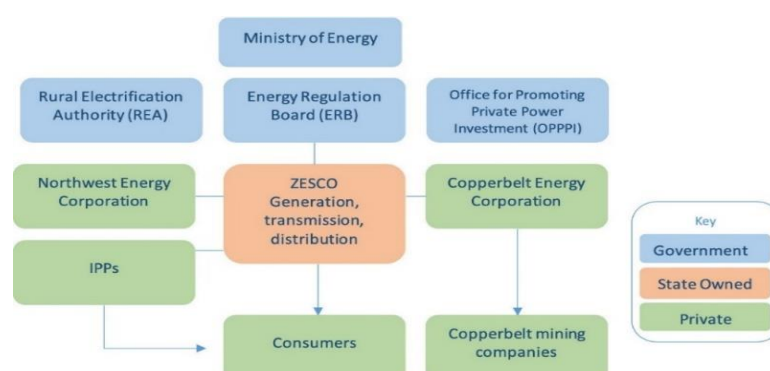 Ministry of Energy
Rural Electrification
Authority (REA)
Energy Regulation
Board (ERB)
Office for Promoting
Private Power
Investment (OPPPI)
Northwest Energy
Corporation
ZESCO
Generation,
transmission,
distribution
Copperbelt Energy
Corporation
IPPs
Consumers
Copperbelt mining
companies
Key
Government
State Owned
Private